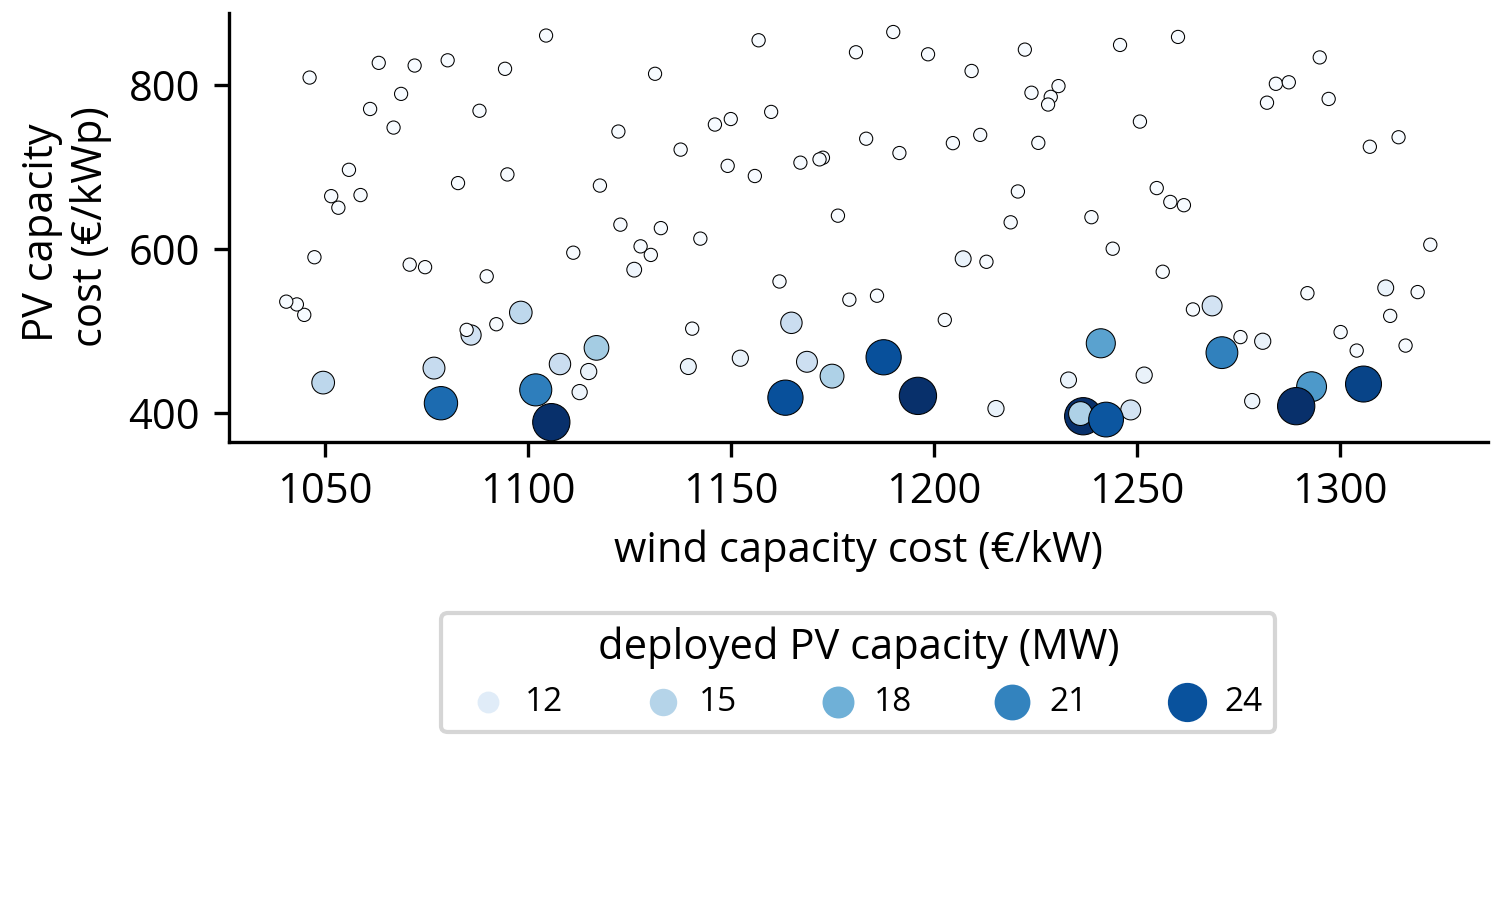 PV capacity
cost (€/kWp)
800
600
400
1050 1100 1150 1200 1250 1300
wind capacity cost (€/kW)
deployed PV capacity (MW)
12 15 18 21 24